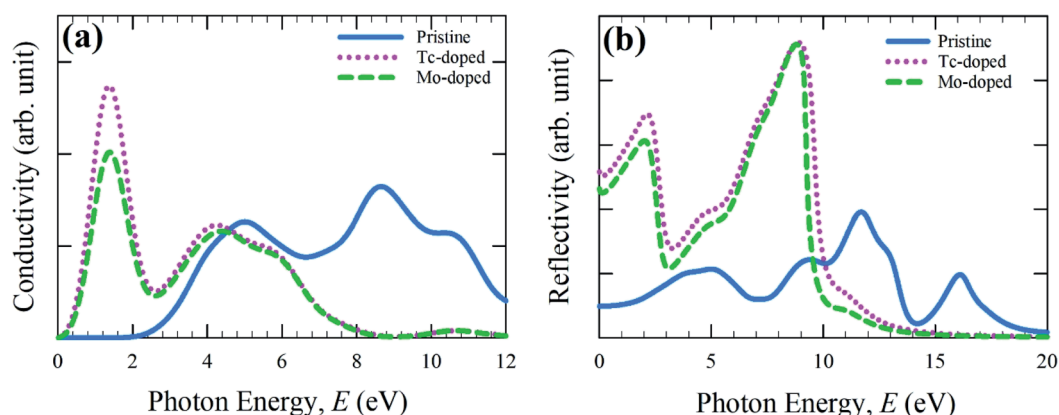 (a)
Pristine
Tc-doped
Mo-doped
Conductivity (arb. unit)
0 2 4 6 8 10 12
Photon Energy, E (eV)
(b)
Pristine
Tc-doped
Mo-doped
Reflectivity (arb. unit)
0 5 10 15 20
Photon Energy, E (eV)